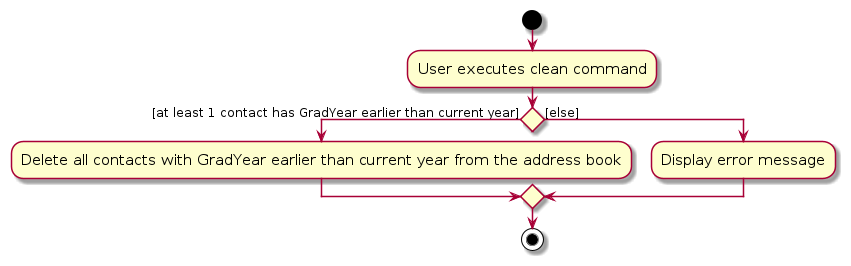 User executes clean command
[at least 1 contact has GradYear earlier than current year]
[else]
Delete all contacts with GradYear earlier than current year from the address book
Display error message